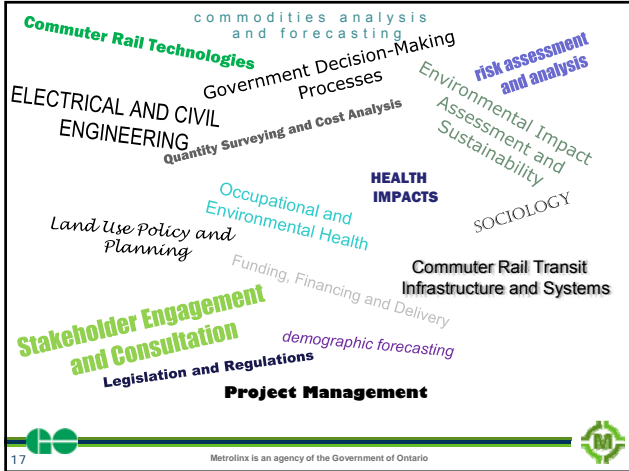 commodities analysis
and forecasting
Commuter Rail Technologies
Government Decision-Making
Processes
risk assessment
and analysis
ELECTRICAL AND CIVIL
ENGINEERING
Environmental Impact
Assessment and
Sustainability
Quantity Surveying and Cost Analysis
HEALTH
IMPACTS
Occupational and
Environmental Health
SOCIOLOGY
Land Use Policy and
Planning
Funding, Financing and Delivery
Commuter Rail Transit
Infrastructure and Systems
Stakeholder Engagement
and Consultation
demographic forecasting
Legislation and Regulations
Project Management
GO
M
17
Metrolinx is an agency of the Government of Ontario